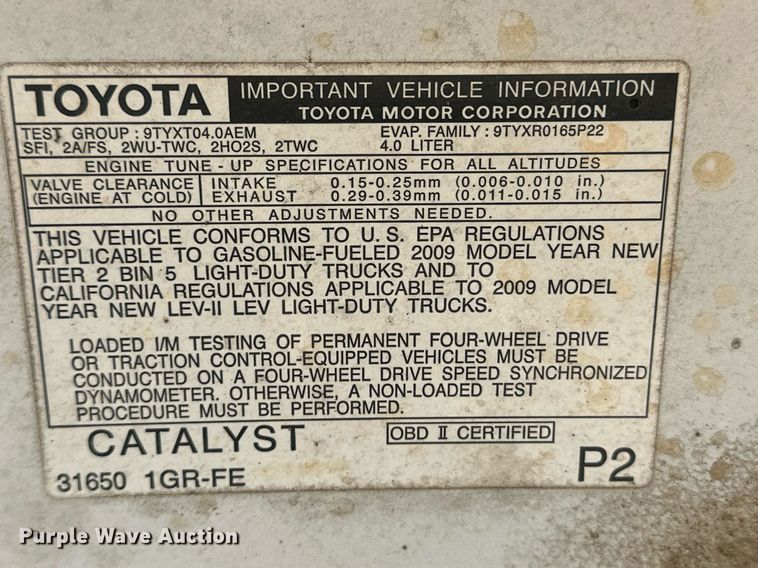 TOYOTA
IMPORTANT VEHICLE INFORMATION
TOYOTA MOTOR CORPORATION
TEST GROUP : 9TYXT04.0AEM EVAP. FAMILY : 9TYXR0165P22
SFI, 2A/FS, 2WU-TWC, 2HO2S, 2TWC 4.0 LITER
ENGINE TUNE - UP SPECIFICATIONS FOR ALL ALTITUDES
VALVE CLEARANCE INTAKE 0.15-0.25mm (0.006-0.010 in.)
(ENGINE AT COLD) EXHAUST 0.29-0.39mm (0.011-0.015 in.)
NO OTHER ADJUSTMENTS NEEDED.
THIS VEHICLE CONFORMS TO U.S. EPA REGULATIONS
APPLICABLE TO GASOLINE-FUELED 2009 MODEL YEAR NEW
TIER 2 BIN 5 LIGHT-DUTY TRUCKS AND TO
CALIFORNIA REGULATIONS APPLICABLE TO 2009 MODEL
YEAR NEW LEV-II LEV LIGHT-DUTY TRUCKS.
LOADED I/M TESTING OF PERMANENT FOUR-WHEEL DRIVE
OR TRACTION CONTROL-EQUIPPED VEHICLES MUST BE
CONDUCTED ON A FOUR-WHEEL DRIVE SPEED SYNCHRONIZED
DYNAMOMETER. OTHERWISE, A NON-LOADED TEST
PROCEDURE MUST BE PERFORMED.
CATALYST OBD II CERTIFIED
31650 1GR-FE P2
Purple Wave Auction